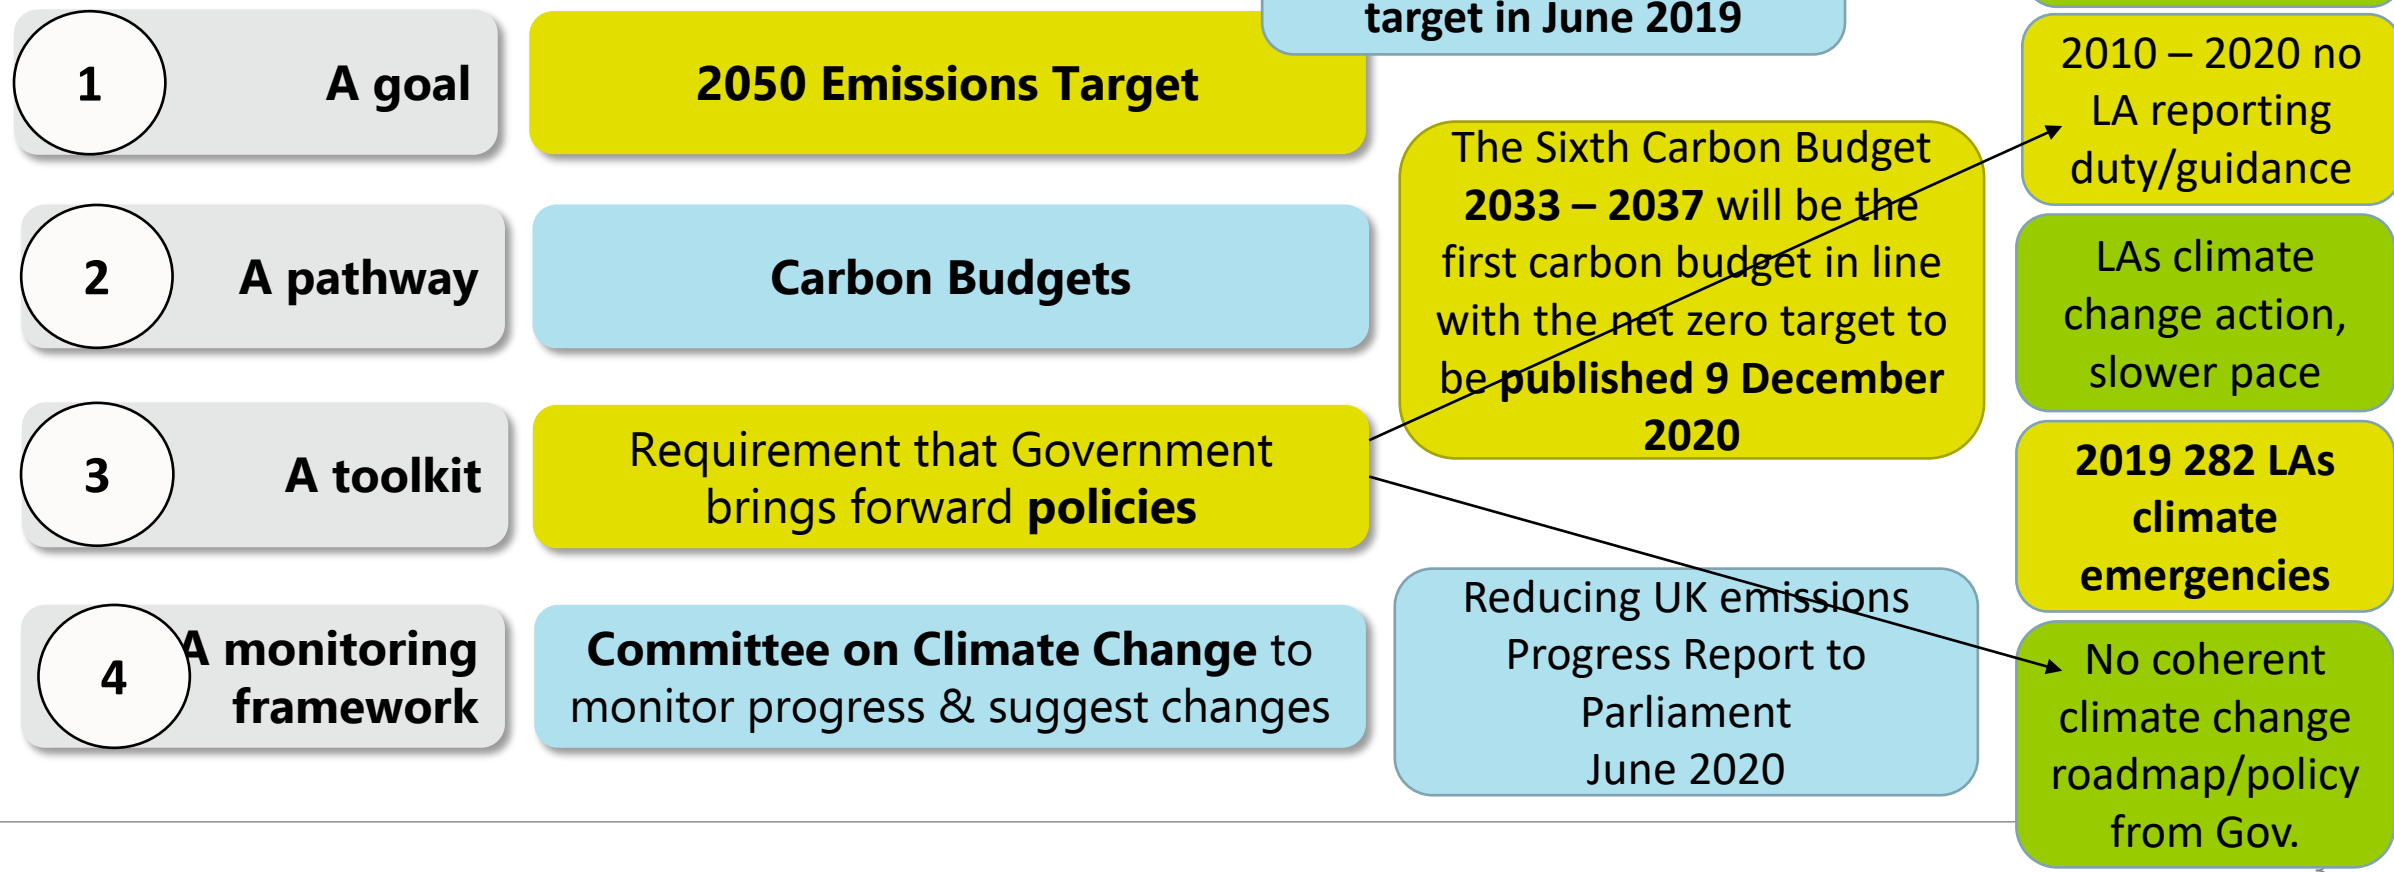 target in June 2019
1
A goal
2050 Emissions Target
2
A pathway
Carbon Budgets
3
A toolkit
Requirement that Government
brings forward policies
4
A monitoring
framework
Committee on Climate Change to
monitor progress & suggest changes
The Sixth Carbon Budget
2033 – 2037 will be the
first carbon budget in line
with the net zero target to
be published 9 December
2020
Reducing UK emissions
Progress Report to
Parliament
June 2020
2010 – 2020 no
LA reporting
duty/guidance
LAs climate
change action,
slower pace
2019 282 LAs
climate
emergencies
No coherent
climate change
roadmap/policy
from Gov.